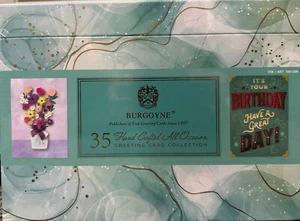 BURGOYNE®
Publishers of Fine Greeting Cards Since 1907
35 Hand Crafted All Occasion
GREETING CARD COLLECTION
IT'S
YOUR
BIRTHDAY
HAVE A
GREAT
DAY!